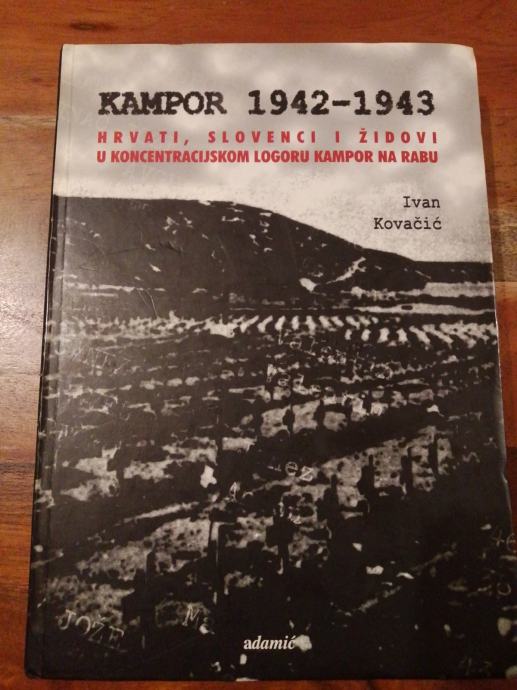 KAMPOR 1942-1943
HRVATI, SLOVENCI I ŽIDOVI
U KONCENTRACIJSKOM LOGORU KAMPOR NA RABU
Ivan
Kovačić
adamić